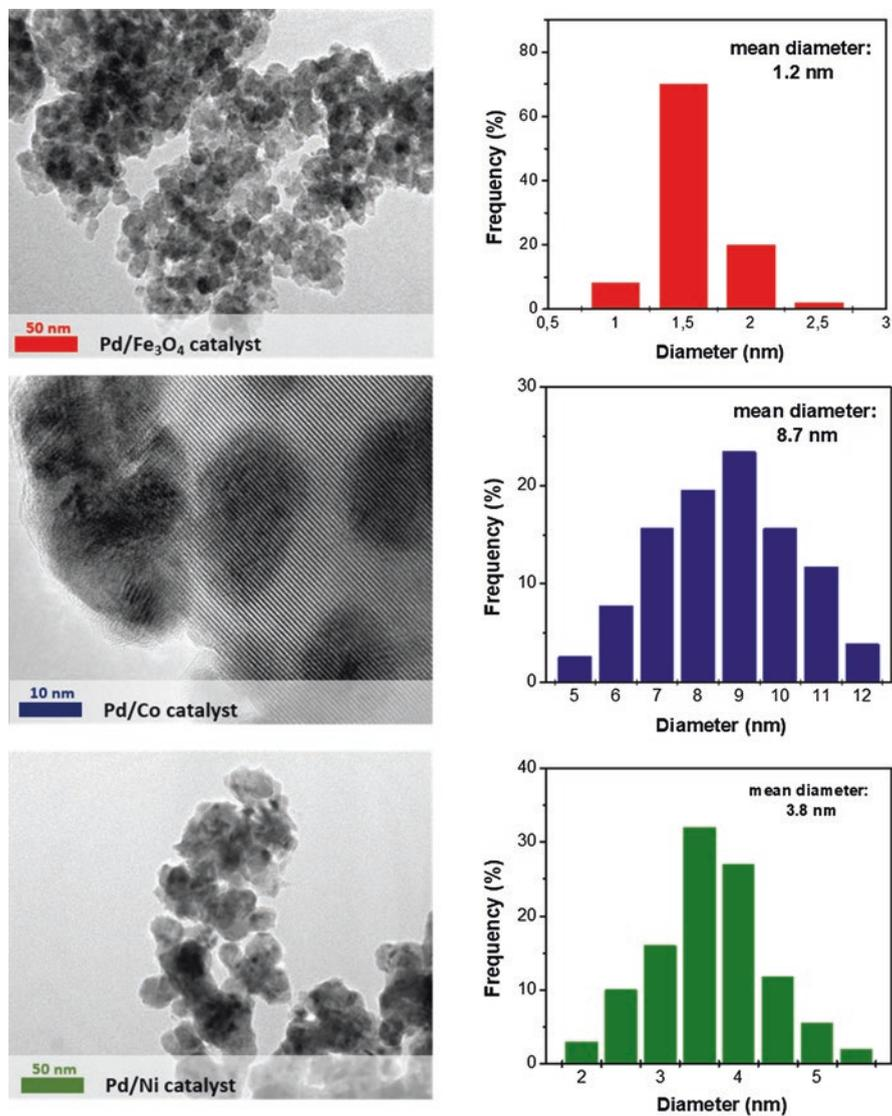 50 nm
Pd/Fe₃O₄ catalyst
mean diameter:
1.2 nm
Frequency (%)
80
60
40
20
0
0,5 1 1,5 2 2,5 3
Diameter (nm)
10 nm
Pd/Co catalyst
mean diameter:
8.7 nm
Frequency (%)
30
20
10
0
5 6 7 8 9 10 11 12
Diameter (nm)
50 nm
Pd/Ni catalyst
mean diameter:
3.8 nm
Frequency (%)
40
30
20
10
0
2 3 4 5
Diameter (nm)